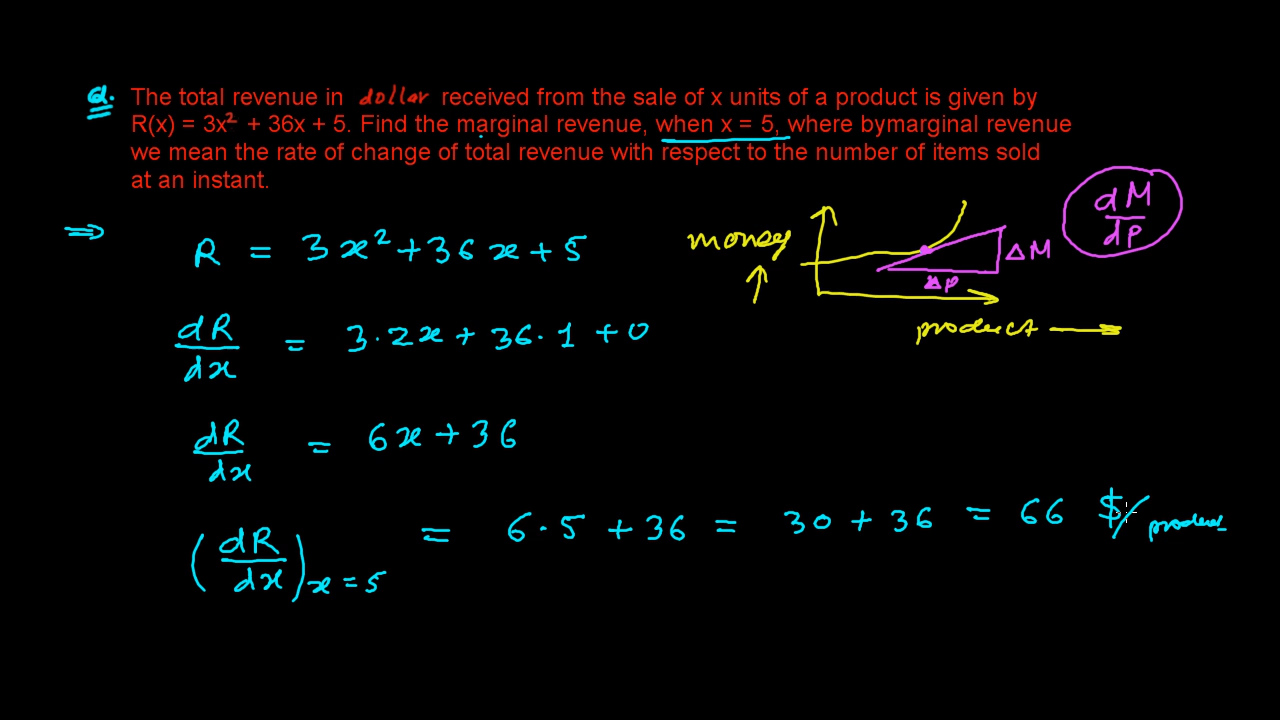 Q. The total revenue in dollar received from the sale of x units of a product is given by
R(x) = 3x² + 36x + 5. Find the marginal revenue, when x = 5, where bymarginal revenue
we mean the rate of change of total revenue with respect to the number of items sold
at an instant.
⇒ R = 3x² + 36x + 5
money ↑
ΔM
ΔP
product →
dM/dP
dR/dx = 3·2x + 36·1 + 0
dR/dx = 6x + 36
(dR/dx)x=5 = 6·5 + 36 = 30 + 36 = 66 $/product